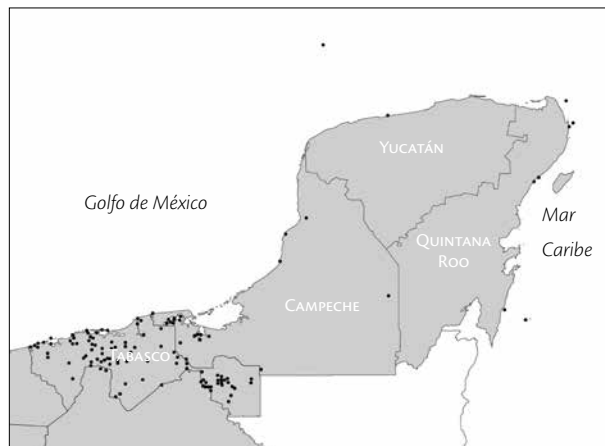 YUCATÁN
Golfo de México
Mar
Caribe
QUINTANA
ROO
CAMPECHE
TABASCO